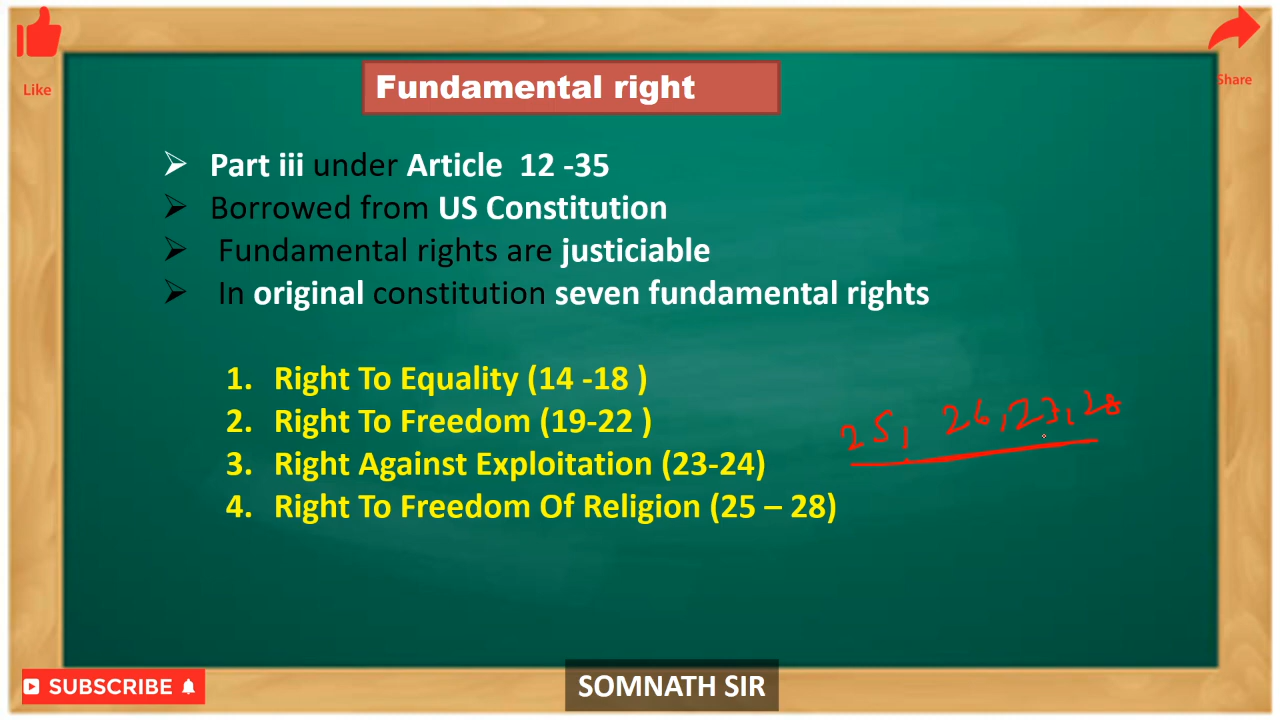 Like
Share
Fundamental right
➢ Part iii under Article 12 -35
➢ Borrowed from US Constitution
➢ Fundamental rights are justiciable
➢ In original constitution seven fundamental rights
1. Right To Equality (14 -18 )
2. Right To Freedom (19-22 )
3. Right Against Exploitation (23-24)
4. Right To Freedom Of Religion (25 – 28)
25, 26, 27, 28
SUBSCRIBE
SOMNATH SIR